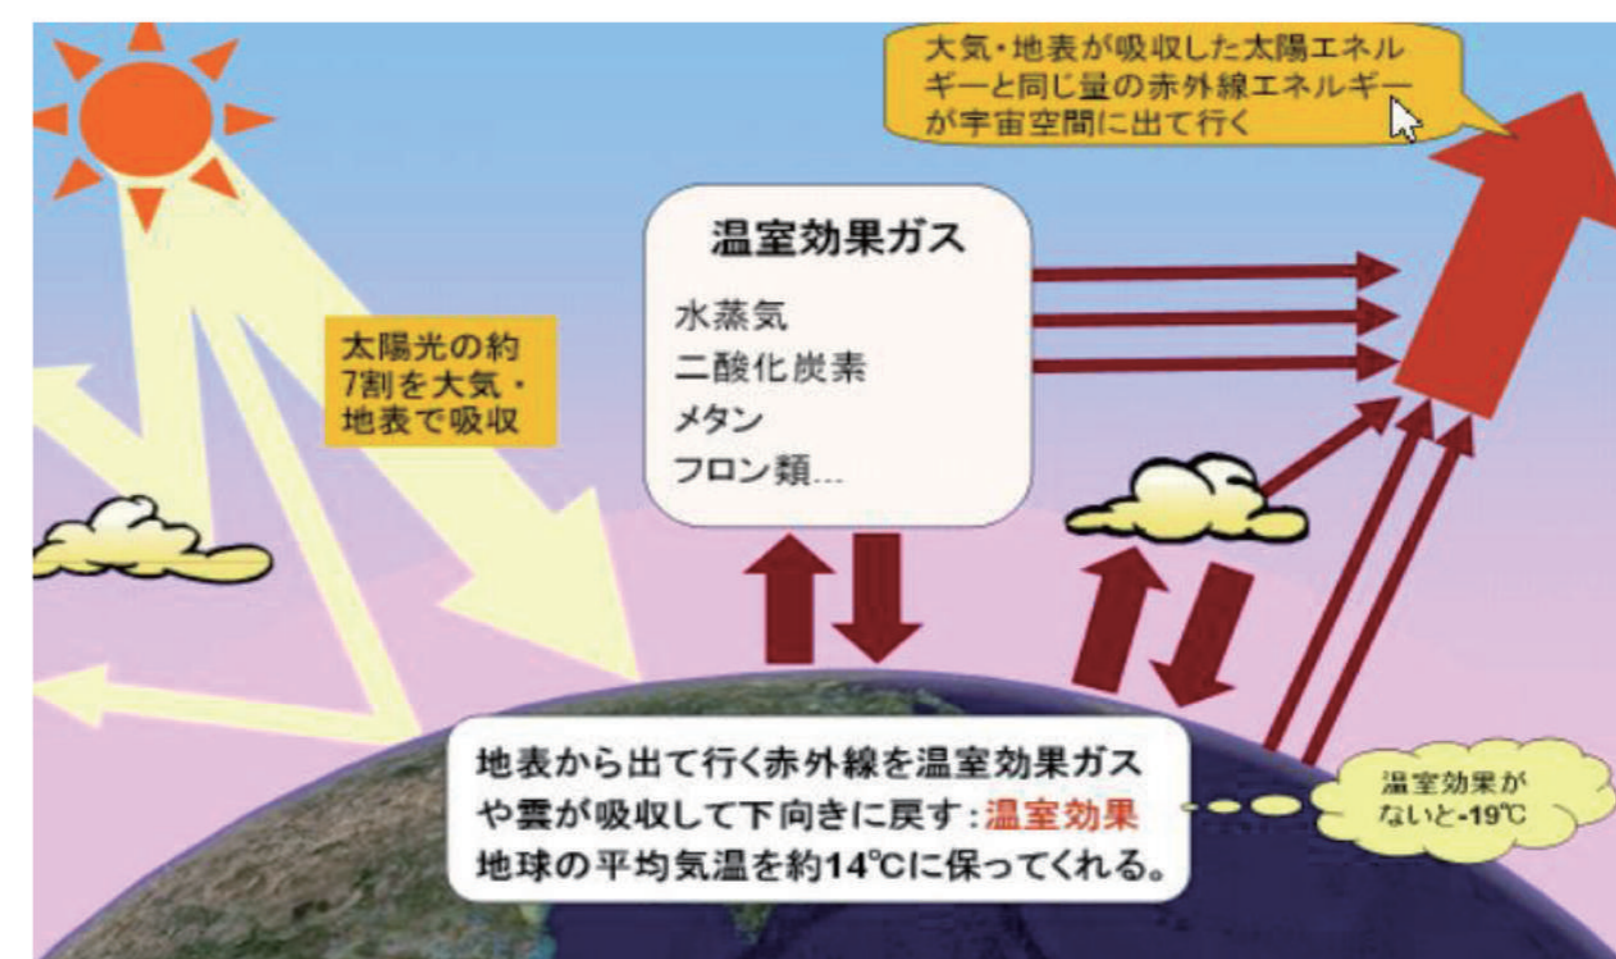 大気・地表が吸収した太陽エネル
ギーと同じ量の赤外線エネルギー
が宇宙空間に出て行く
温室効果ガス
水蒸気
二酸化炭素
メタン
フロン類…
太陽光の約
7割を大気・
地表で吸収
地表から出て行く赤外線を温室効果ガス
や雲が吸収して下向きに戻す:温室効果
地球の平均気温を約14℃に保ってくれる。
温室効果が
ないと-19℃